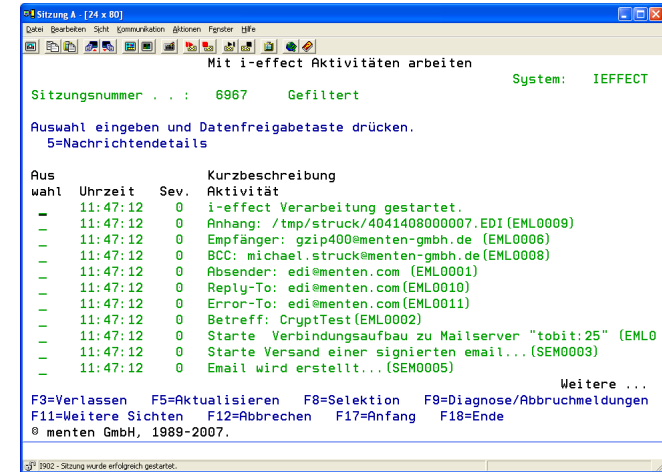 Sitzung A - [24 x 80]
Datei Bearbeiten Sicht Kommunikation Aktionen Fenster Hilfe
Mit i-effect Aktivitäten arbeiten
System: IEFFECT
Sitzungsnummer . . : 6967 Gefiltert
Auswahl eingeben und Datenfreigabetaste drücken.
5=Nachrichtendetails
Aus Kurzbeschreibung
wahl Uhrzeit Sev. Aktivität
_ 11:47:12 0 i-effect Verarbeitung gestartet.
_ 11:47:12 0 Anhang: /tmp/struck/4041408000007.EDI(EML0009)
_ 11:47:12 0 Empfänger: gzip400@menten-gmbh.de (EML0006)
_ 11:47:12 0 BCC: michael.struck@menten-gmbh.de(EML0008)
_ 11:47:12 0 Absender: edi@menten.com (EML0001)
_ 11:47:12 0 Reply-To: edi@menten.com(EML0010)
_ 11:47:12 0 Error-To: edi@menten.com(EML0011)
_ 11:47:12 0 Betreff: CryptTest(EML0002)
_ 11:47:12 0 Starte Verbindungsaufbau zu Mailserver "tobit:25" (EML0
_ 11:47:12 0 Starte Versand einer signierten email...(SEM0003)
_ 11:47:12 0 Email wird erstellt...(SEM0005)
Weitere ...
F3=Verlassen F5=Aktualisieren F8=Selektion F9=Diagnose/Abbruchmeldungen
F11=Weitere Sichten F12=Abbrechen F17=Anfang F18=Ende
© menten GmbH, 1989-2007.
I902 - Sitzung wurde erfolgreich gestartet.